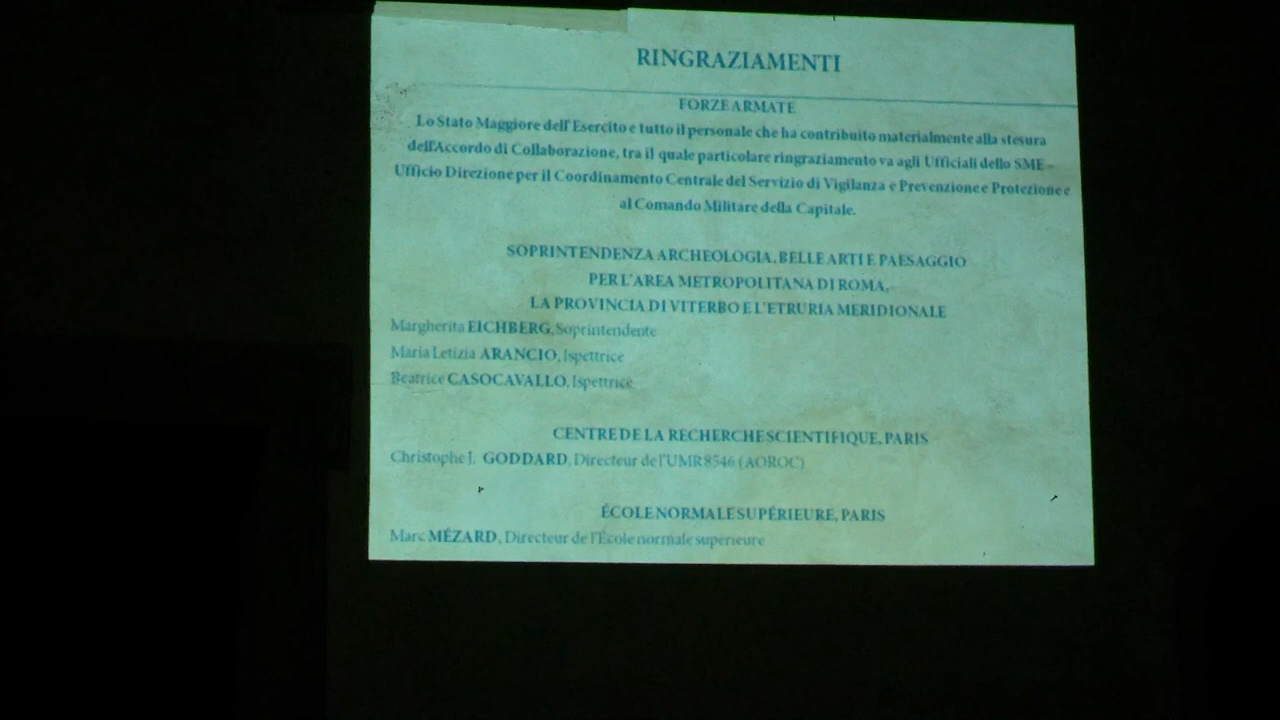 RINGRAZIAMENTI
FORZE ARMATE
Lo Stato Maggiore dell'Esercito e tutto il personale che ha contribuito materialmente alla stesura
dell'Accordo di Collaborazione, tra il quale particolare ringraziamento va agli Ufficiali dello SME –
Ufficio Direzione per il Coordinamento Centrale del Servizio di Vigilanza e Prevenzione e Protezione e
al Comando Militare della Capitale.
SOPRINTENDENZA ARCHEOLOGIA, BELLE ARTI E PAESAGGIO
PER L'AREA METROPOLITANA DI ROMA,
LA PROVINCIA DI VITERBO E L'ETRURIA MERIDIONALE
Margherita EICHBERG, Soprintendente
Maria Letizia ARANCIO, Ispettrice
Beatrice CASOCAVALLO, Ispettrice
CENTRE DE LA RECHERCHE SCIENTIFIQUE, PARIS
Christophe J. GODDARD, Directeur de l'UMR 8546 (AOROC)
ÉCOLE NORMALE SUPÉRIEURE, PARIS
Marc MÉZARD, Directeur de l'École normale supérieure